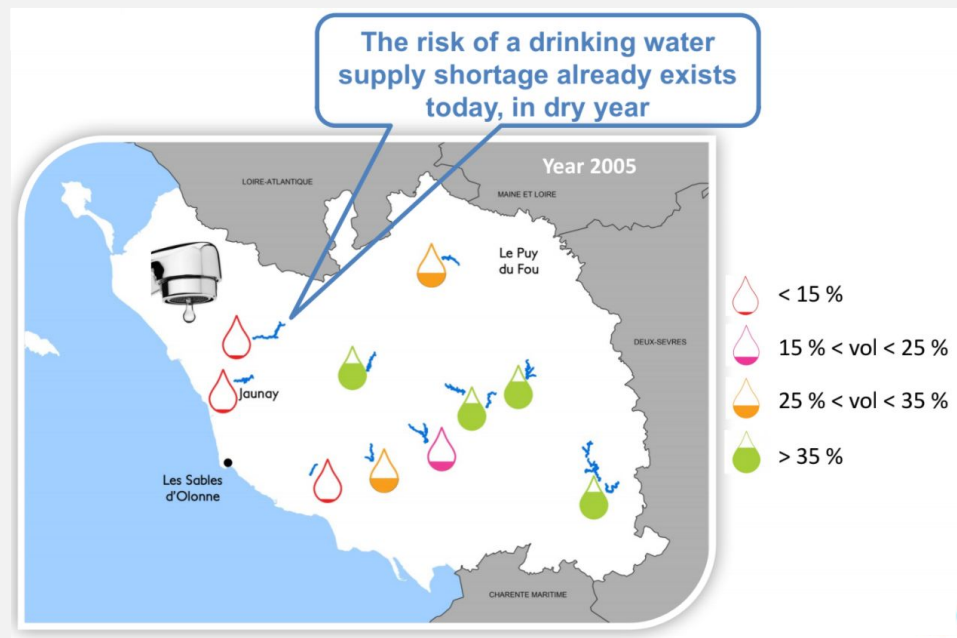 The risk of a drinking water
supply shortage already exists
today, in dry year
Year 2005
LOIRE-ATLANTIQUE
MAINE ET LOIRE
Le Puy
du Fou
< 15 %
15 % < vol < 25 %
DEUX-SEVRES
Jaunay
25 % < vol < 35 %
> 35 %
Les Sables
d'Olonne
CHARENTE MARITIME